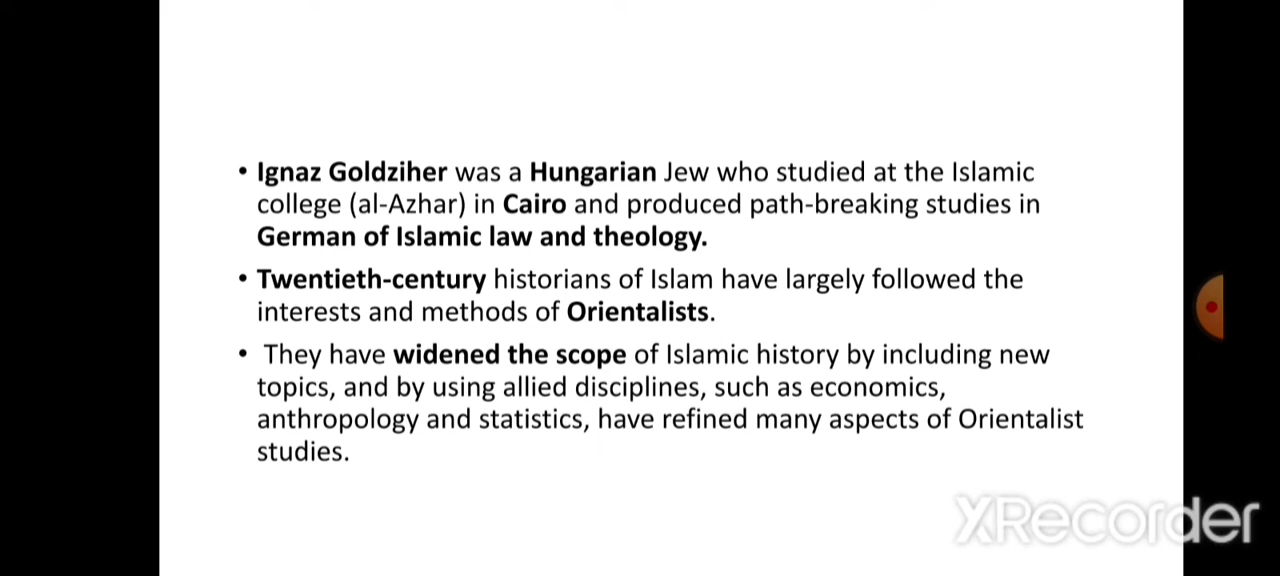 • Ignaz Goldziher was a Hungarian Jew who studied at the Islamic
college (al-Azhar) in Cairo and produced path-breaking studies in
German of Islamic law and theology.
• Twentieth-century historians of Islam have largely followed the
interests and methods of Orientalists.
• They have widened the scope of Islamic history by including new
topics, and by using allied disciplines, such as economics,
anthropology and statistics, have refined many aspects of Orientalist
studies.
XRecorder